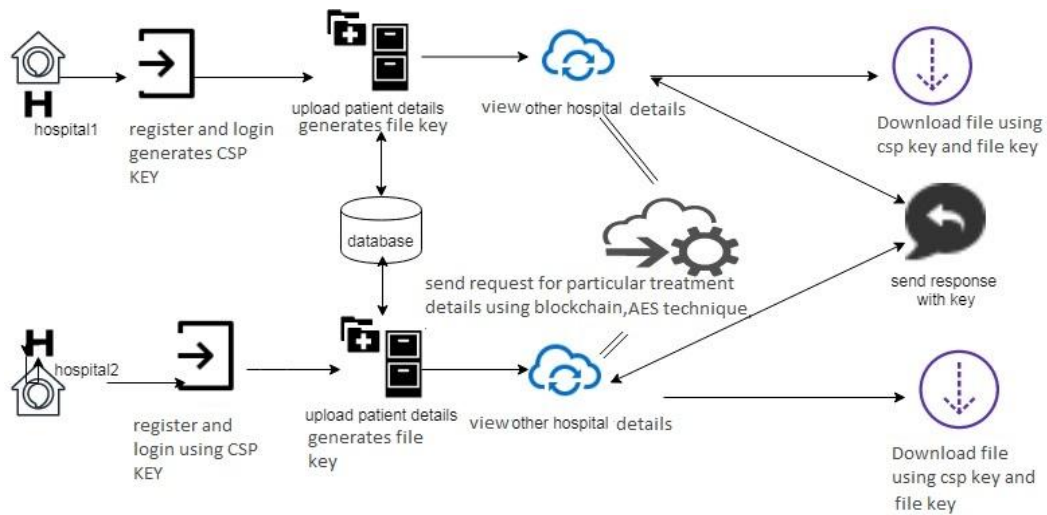 H
hospital1
register and login
generates CSP
KEY
upload patient details
generates file key
view other hospital details
Download file using
csp key and file key
database
send request for particular treatment
details using blockchain,AES technique.
send response
with key
H
hospital2
register and
login using CSP
KEY
upload patient details
generates file
key
view other hospital details
Download file
using csp key and
file key